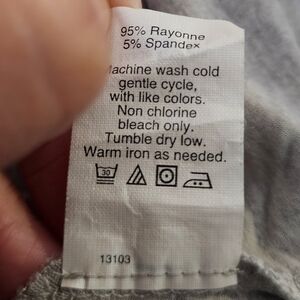 95% Rayonne
5% Spandex
Machine wash cold
gentle cycle,
with like colors.
Non chlorine
bleach only.
Tumble dry low.
Warm iron as needed.
30
13103